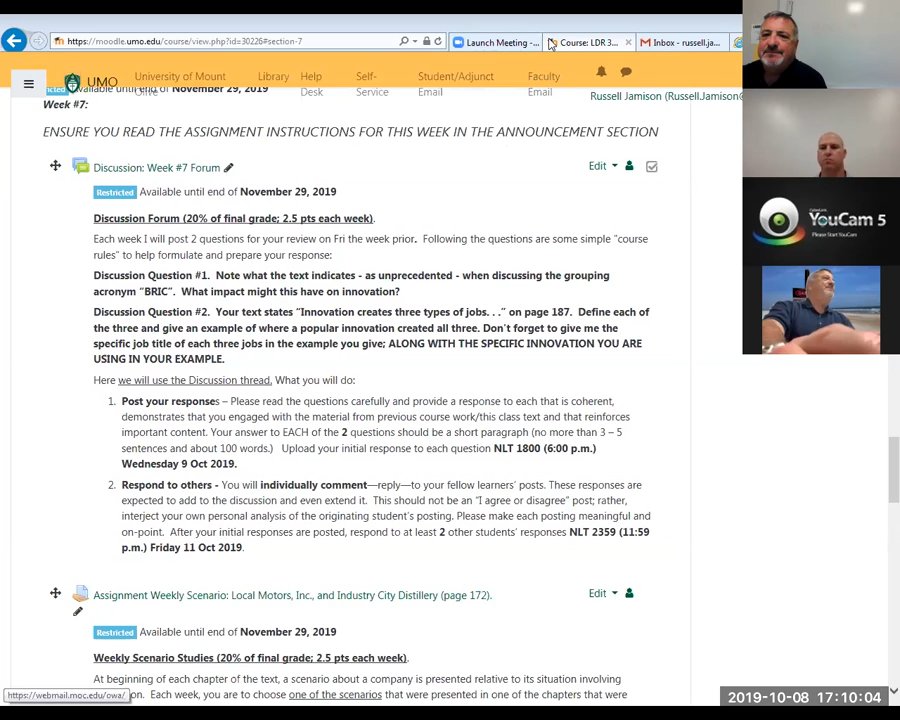 https://moodle.umo.edu/course/view.php?id=30226#section-7
Launch Meeting -...
Course: LDR 3...
Inbox - russell.ja...
UMO
University of Mount Olive
Library
Help Desk
Self-Service
Student/Adjunct Email
Faculty Email
Restricted Available until end of November 29, 2019
Russell Jamison (Russell.Jamison@
Week #7:
ENSURE YOU READ THE ASSIGNMENT INSTRUCTIONS FOR THIS WEEK IN THE ANNOUNCEMENT SECTION
Discussion: Week #7 Forum
Edit
Restricted Available until end of November 29, 2019
Discussion Forum (20% of final grade; 2.5 pts each week).
Each week I will post 2 questions for your review on Fri the week prior. Following the questions are some simple "course
rules" to help formulate and prepare your response:
Discussion Question #1. Note what the text indicates - as unprecedented - when discussing the grouping
acronym "BRIC". What impact might this have on innovation?
Discussion Question #2. Your text states "Innovation creates three types of jobs. . ." on page 187. Define each of
the three and give an example of where a popular innovation created all three. Don't forget to give me the
specific job title of each three jobs in the example you give; ALONG WITH THE SPECIFIC INNOVATION YOU ARE
USING IN YOUR EXAMPLE.
Here we will use the Discussion thread. What you will do:
1. Post your responses – Please read the questions carefully and provide a response to each that is coherent,
demonstrates that you engaged with the material from previous course work/this class text and that reinforces
important content. Your answer to EACH of the 2 questions should be a short paragraph (no more than 3 – 5
sentences and about 100 words.) Upload your initial response to each question NLT 1800 (6:00 p.m.)
Wednesday 9 Oct 2019.
2. Respond to others - You will individually comment—reply—to your fellow learners' posts. These responses are
expected to add to the discussion and even extend it. This should not be an "I agree or disagree" post; rather,
interject your own personal analysis of the originating student's posting. Please make each posting meaningful and
on-point. After your initial responses are posted, respond to at least 2 other students' responses NLT 2359 (11:59
p.m.) Friday 11 Oct 2019.
Assignment Weekly Scenario: Local Motors, Inc., and Industry City Distillery (page 172).
Edit
Restricted Available until end of November 29, 2019
Weekly Scenario Studies (20% of final grade; 2.5 pts each week).
At beginning of each chapter of the text, a scenario about a company is presented relative to its situation involving
on. Each week, you are to choose one of the scenarios that were presented in one of the chapters that were
https://webmail.moc.edu/owa/
YouCam 5
Please Start YouCam
2019-10-08 17:10:04